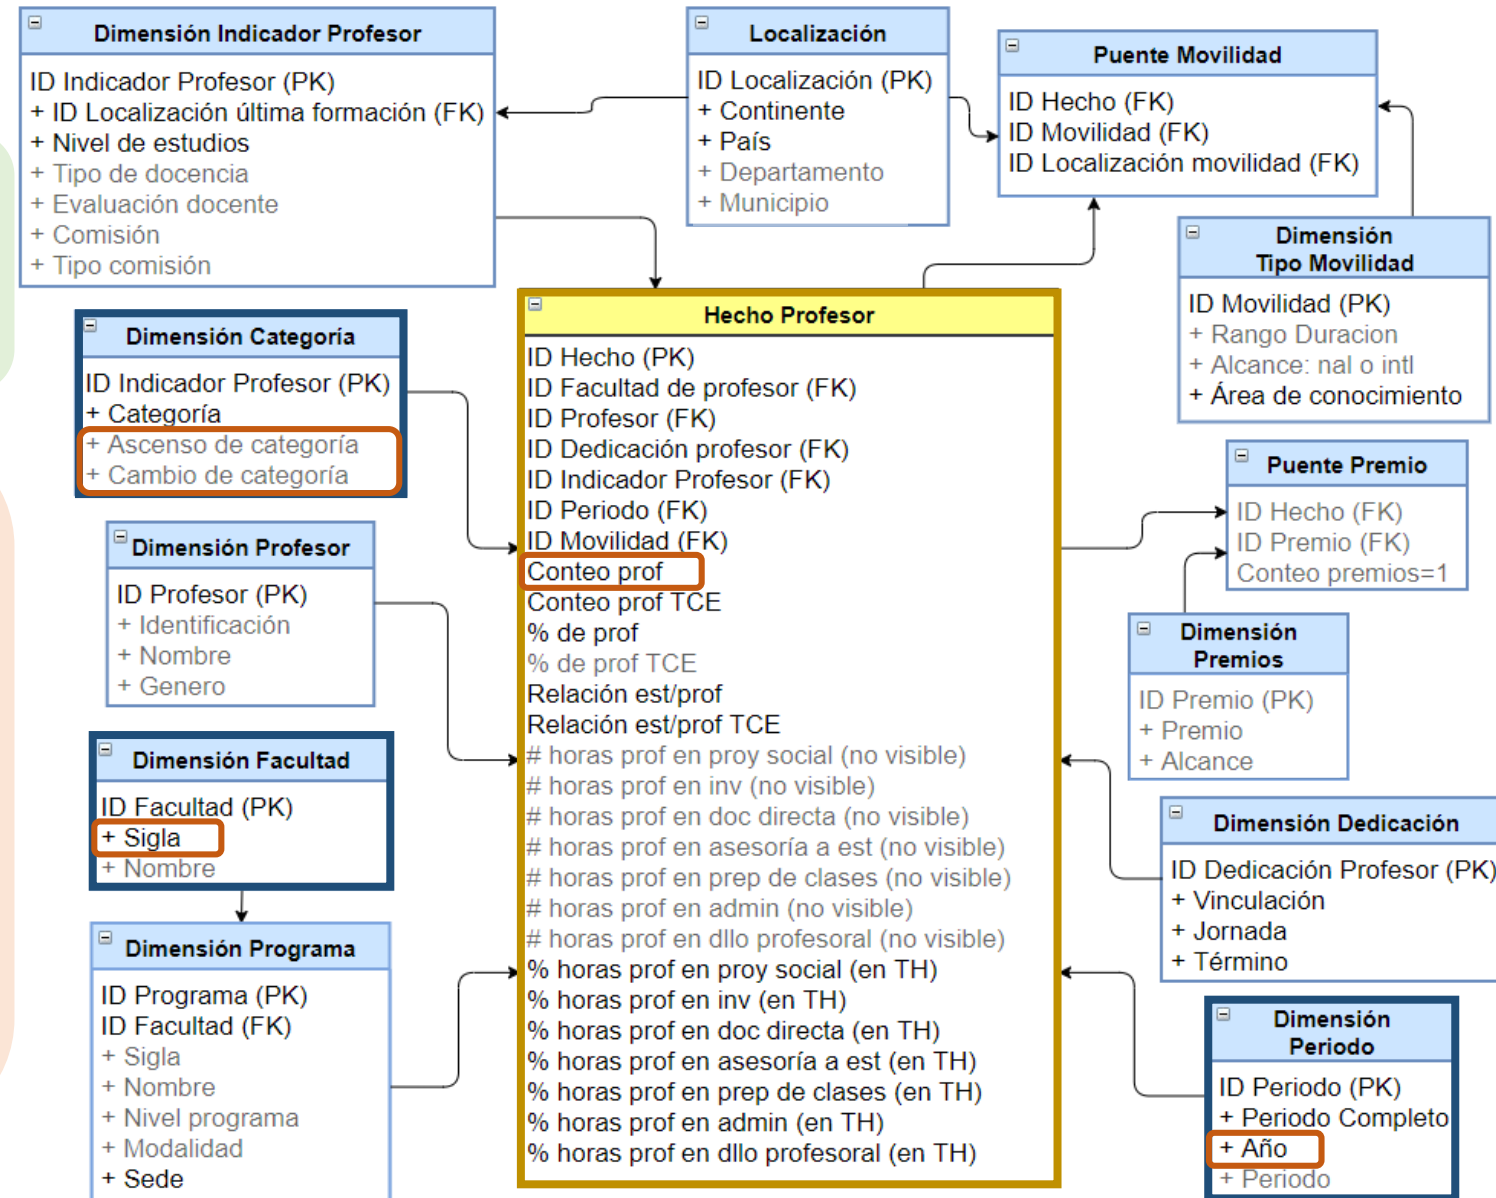 Dimensión Indicador Profesor
ID Indicador Profesor (PK)
+ ID Localización última formación (FK)
+ Nivel de estudios
+ Tipo de docencia
+ Evaluación docente
+ Comisión
+ Tipo comisión
Localización
ID Localización (PK)
+ Continente
+ País
+ Departamento
+ Municipio
Puente Movilidad
ID Hecho (FK)
ID Movilidad (FK)
ID Localización movilidad (FK)
Dimensión
Tipo Movilidad
ID Movilidad (PK)
+ Rango Duracion
+ Alcance: nal o intl
+ Área de conocimiento
Dimensión Categoría
ID Indicador Profesor (PK)
+ Categoría
+ Ascenso de categoría
+ Cambio de categoría
Hecho Profesor
ID Hecho (PK)
ID Facultad de profesor (FK)
ID Profesor (FK)
ID Dedicación profesor (FK)
ID Indicador Profesor (FK)
ID Periodo (FK)
ID Movilidad (FK)
Conteo prof
Conteo prof TCE
% de prof
% de prof TCE
Relación est/prof
Relación est/prof TCE
# horas prof en proy social (no visible)
# horas prof en inv (no visible)
# horas prof en doc directa (no visible)
# horas prof en asesoría a est (no visible)
# horas prof en prep de clases (no visible)
# horas prof en admin (no visible)
# horas prof en dllo profesoral (no visible)
% horas prof en proy social (en TH)
% horas prof en inv (en TH)
% horas prof en doc directa (en TH)
% horas prof en asesoría a est (en TH)
% horas prof en prep de clases (en TH)
% horas prof en admin (en TH)
% horas prof en dllo profesoral (en TH)
Puente Premio
ID Hecho (FK)
ID Premio (FK)
Conteo premios=1
Dimensión Profesor
ID Profesor (PK)
+ Identificación
+ Nombre
+ Genero
Dimensión
Premios
ID Premio (PK)
+ Premio
+ Alcance
Dimensión Facultad
ID Facultad (PK)
+ Sigla
+ Nombre
Dimensión Dedicación
ID Dedicación Profesor (PK)
+ Vinculación
+ Jornada
+ Término
Dimensión Programa
ID Programa (PK)
ID Facultad (FK)
+ Sigla
+ Nombre
+ Nivel programa
+ Modalidad
+ Sede
Dimensión
Periodo
ID Periodo (PK)
+ Periodo Completo
+ Año
+ Periodo